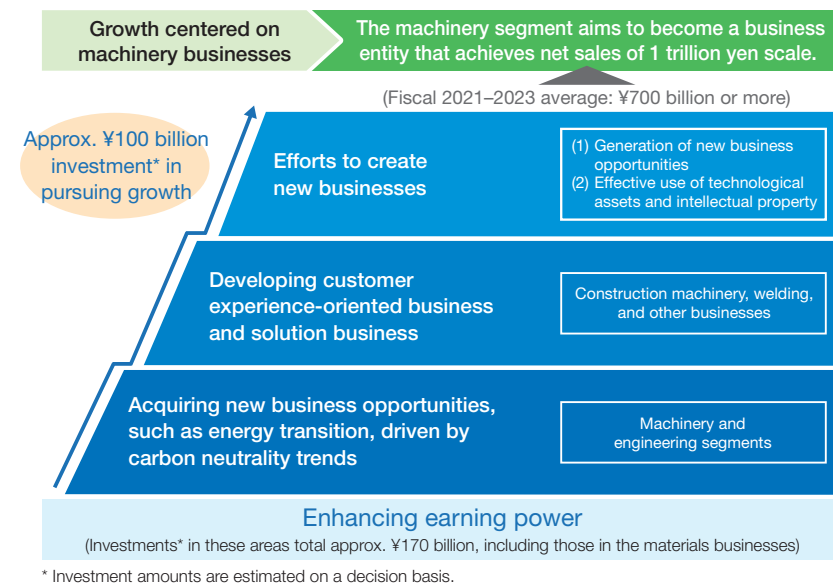 Growth centered on
machinery businesses
The machinery segment aims to become a business
entity that achieves net sales of 1 trillion yen scale.
(Fiscal 2021–2023 average: ¥700 billion or more)
Approx. ¥100 billion
investment* in
pursuing growth
Efforts to create
new businesses
(1) Generation of new business
opportunities
(2) Effective use of technological
assets and intellectual property
Developing customer
experience-oriented business
and solution business
Construction machinery, welding,
and other businesses
Acquiring new business opportunities,
such as energy transition, driven by
carbon neutrality trends
Machinery and
engineering segments
Enhancing earning power
(Investments* in these areas total approx. ¥170 billion, including those in the materials businesses)
* Investment amounts are estimated on a decision basis.